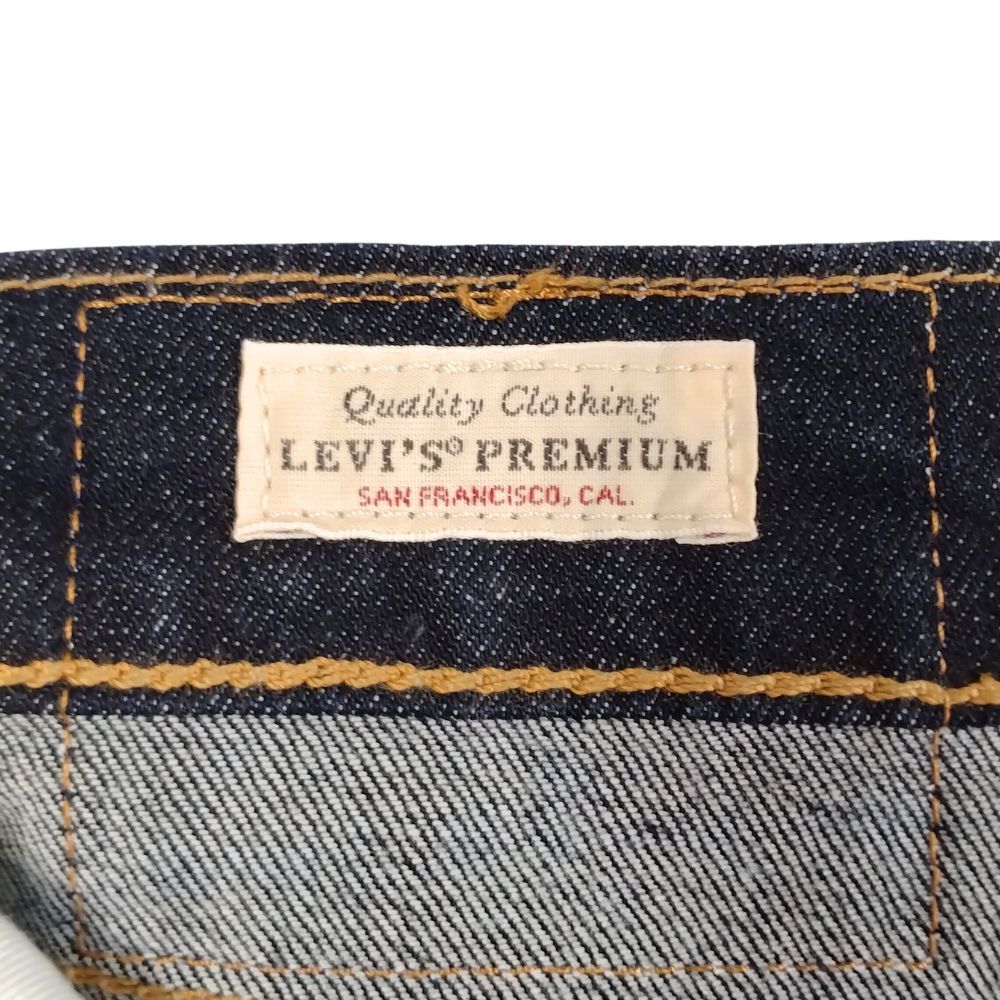 Quality Clothing
LEVI'S® PREMIUM
SAN FRANCISCO, CAL.